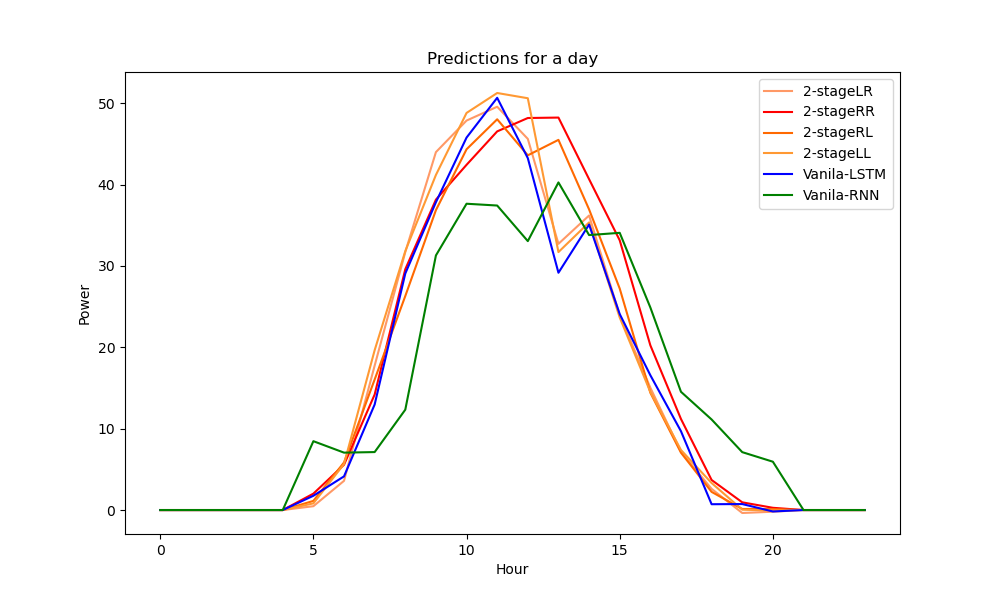 Predictions for a day
2-stageLR
2-stageRR
2-stageRL
2-stageLL
Vanila-LSTM
Vanila-RNN
50
40
30
20
10
0
Power
0 5 10 15 20
Hour